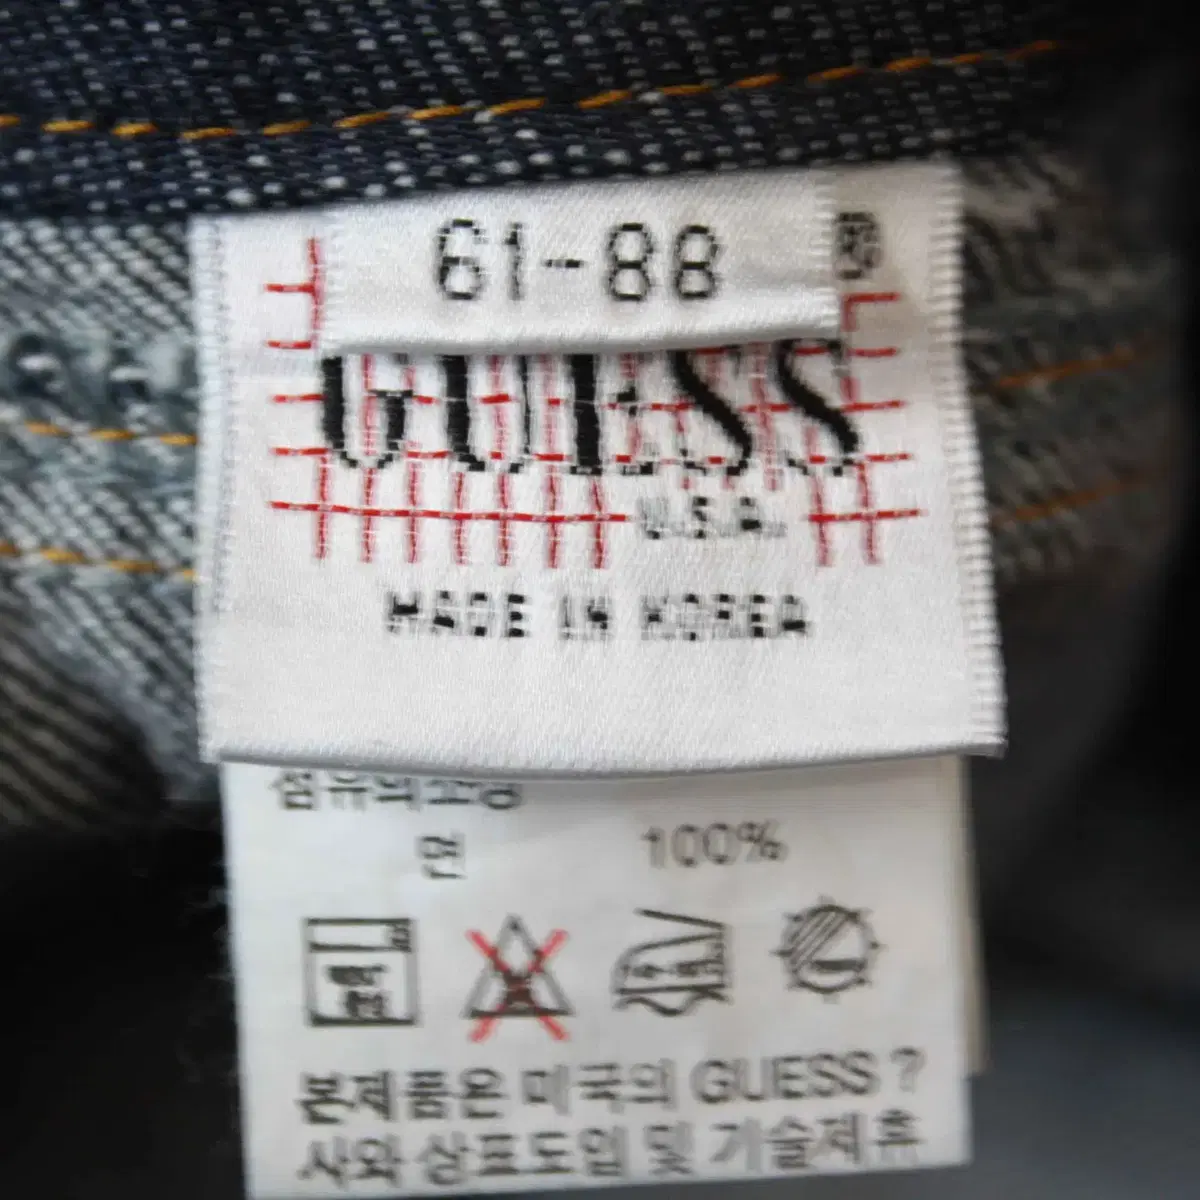 61-88
®
GUESS
U.S.A.
MADE IN KOREA
섬유의조성
면 100%
본제품은 미국의 GUESS ?
사와 상표도입 및 기술제휴